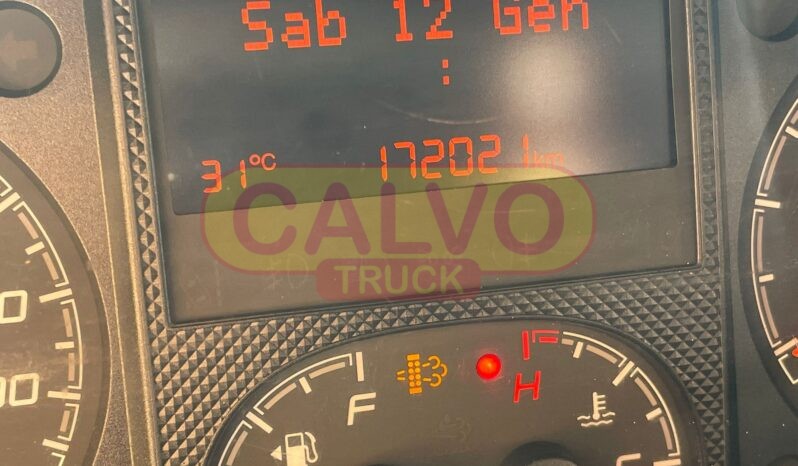 Sab 12 Gen
:
31°C 172021 km
CALVO
TRUCK
F H